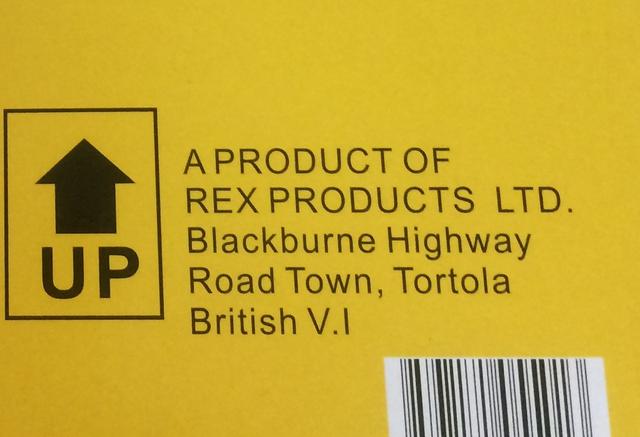 UP
A PRODUCT OF
REX PRODUCTS LTD.
Blackburne Highway
Road Town, Tortola
British V.I